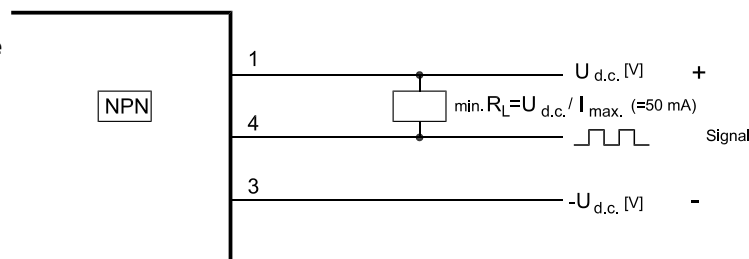 e
1 U d.c. [V] +
NPN min. RL=U d.c./ I max. (=50 mA)
4 Signal
3 -U d.c. [V] -